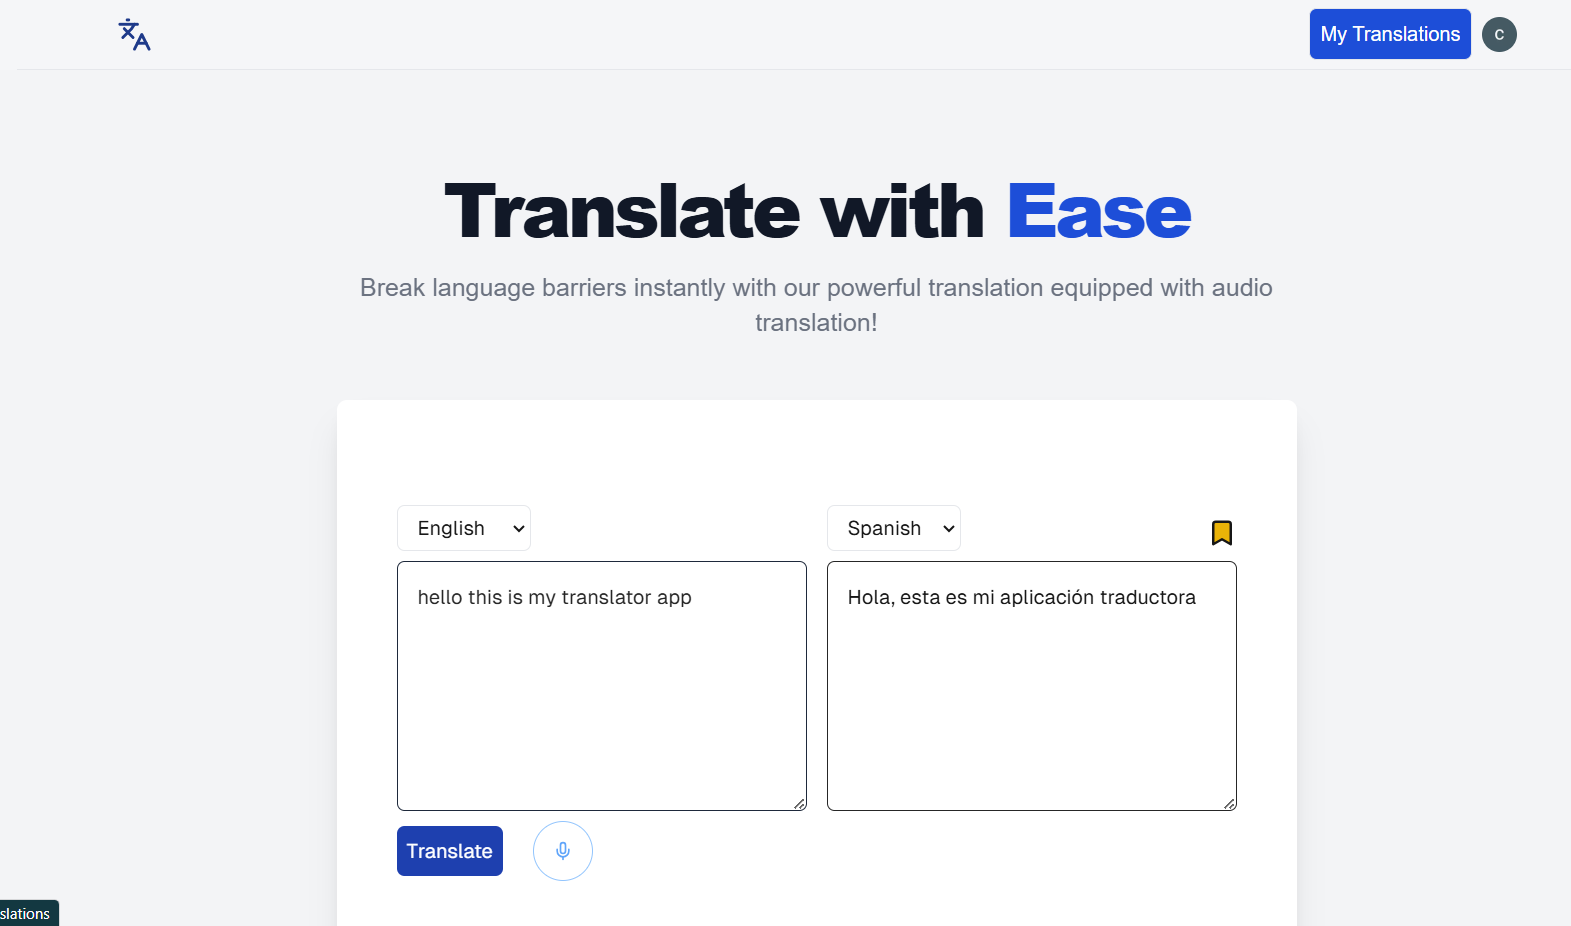 My Translations
C
Translate with Ease
Break language barriers instantly with our powerful translation equipped with audio
translation!
English
Spanish
hello this is my translator app
Hola, esta es mi aplicación traductora
Translate
slations